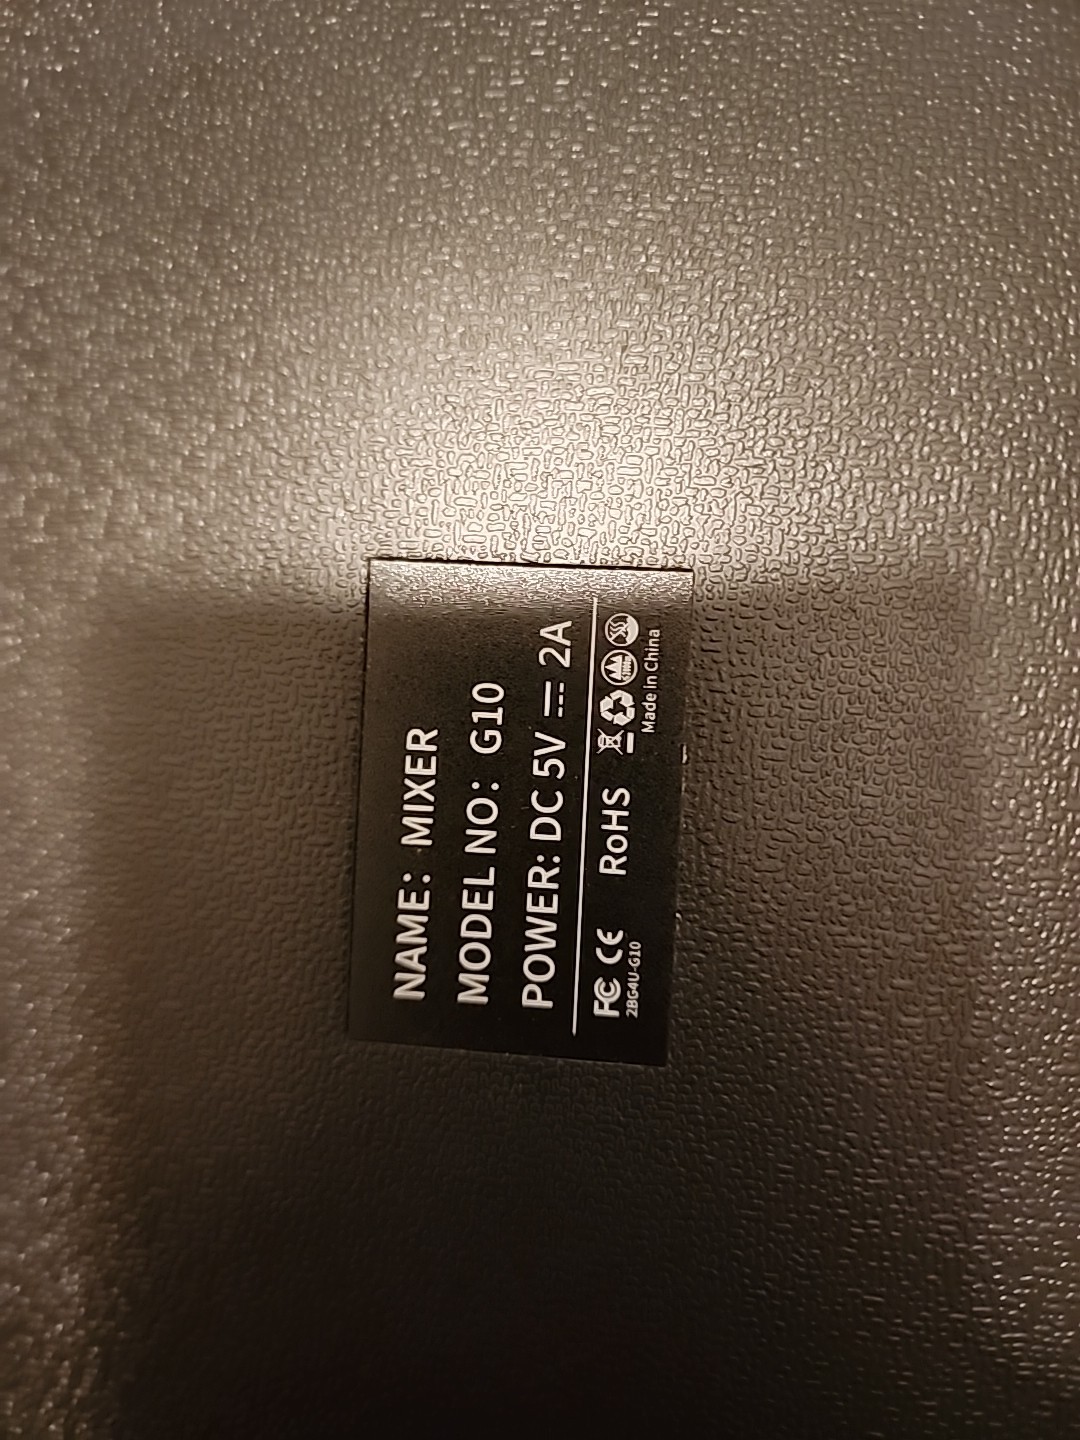 NAME: MIXER
MODEL NO: G10
POWER: DC 5V ⎓ 2A
FC CE RoHS
2BG4U-G10
Made in China